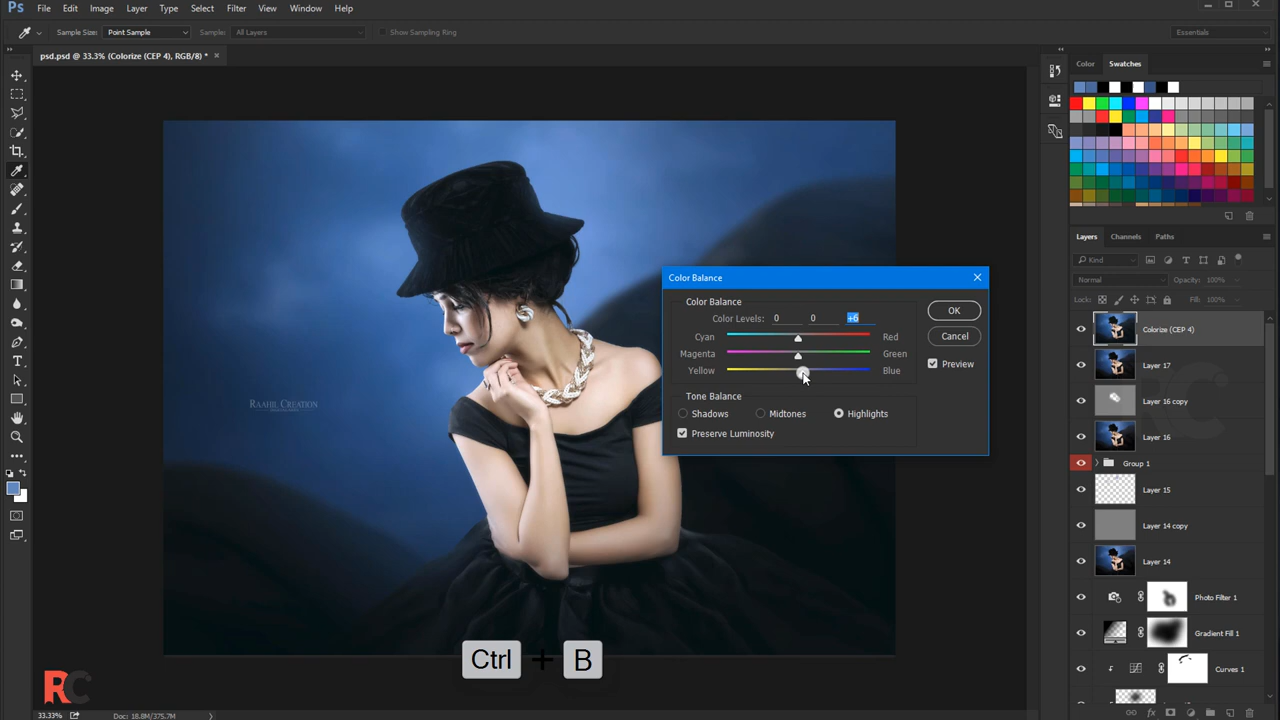 Ps File Edit Image Layer Type Select Filter View Window Help
Sample Size: Point Sample Sample: All Layers Show Sampling Ring Essentials
psd.psd @ 33.3% (Colorize (CEP 4), RGB/8) * ×
Color Swatches
Layers Channels Paths
Kind
Normal Opacity: 100%
Lock: Fill: 100%
Colorize (CEP 4)
Layer 17
Layer 16 copy
Layer 16
Group 1
Layer 15
Layer 14 copy
Layer 14
Photo Filter 1
Gradient Fill 1
Curves 1
Color Balance
Color Balance
Color Levels: 0 0 +6
Cyan Red
Magenta Green
Yellow Blue
OK
Cancel
Preview
Tone Balance
Shadows Midtones Highlights
Preserve Luminosity
RAAHIL CREATION
T
Ctrl + B
RC
RC
33.33% Doc: 18.8M/375.7M
fx